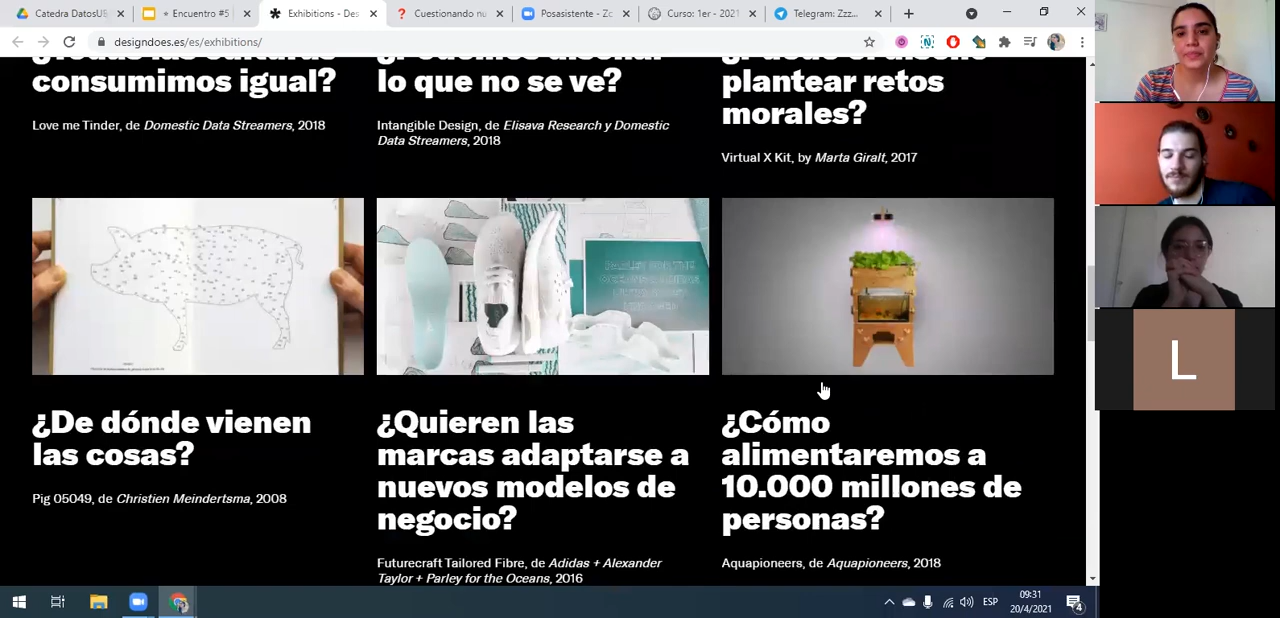 Catedra DatosUB
★ Encuentro #5
Exhibitions - Des
Cuestionando nu
Posasistente - Zo
Curso: 1er - 2021
Telegram: Zzz...
designdoes.es/es/exhibitions/
consumimos igual?
Love me Tinder, de Domestic Data Streamers, 2018
lo que no se ve?
Intangible Design, de Elisava Research y Domestic
Data Streamers, 2018
plantear retos
morales?
Virtual X Kit, by Marta Giralt, 2017
¿De dónde vienen
las cosas?
Pig 05049, de Christien Meindertsma, 2008
¿Quieren las
marcas adaptarse a
nuevos modelos de
negocio?
Futurecraft Tailored Fibre, de Adidas + Alexander
Taylor + Parley for the Oceans, 2016
¿Cómo
alimentaremos a
10.000 millones de
personas?
Aquapioneers, de Aquapioneers, 2018
L
ESP
09:31
20/4/2021
4